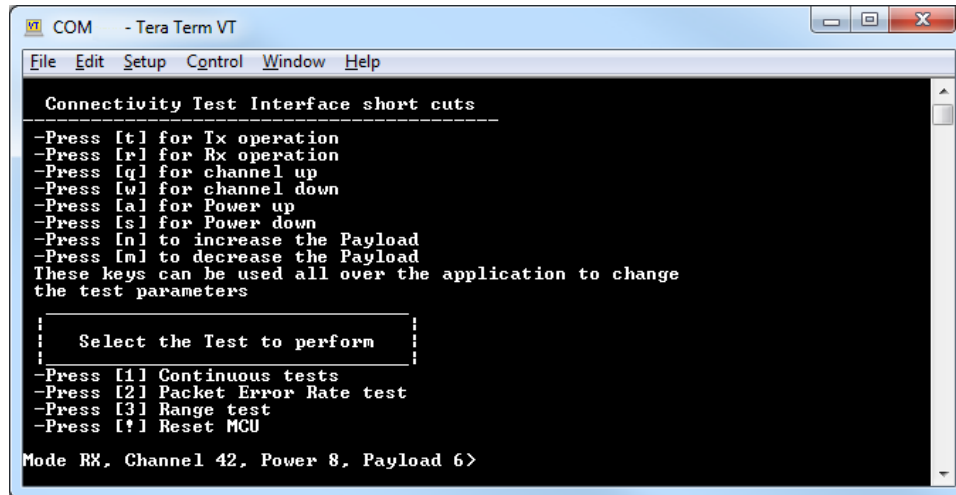 COM - Tera Term VT
File Edit Setup Control Window Help
Connectivity Test Interface short cuts
-Press [t] for Tx operation
-Press [r] for Rx operation
-Press [q] for channel up
-Press [w] for channel down
-Press [a] for Power up
-Press [s] for Power down
-Press [n] to increase the Payload
-Press [m] to decrease the Payload
These keys can be used all over the application to change
the test parameters
Select the Test to perform
-Press [1] Continuous tests
-Press [2] Packet Error Rate test
-Press [3] Range test
-Press [!] Reset MCU
Mode RX, Channel 42, Power 8, Payload 6>